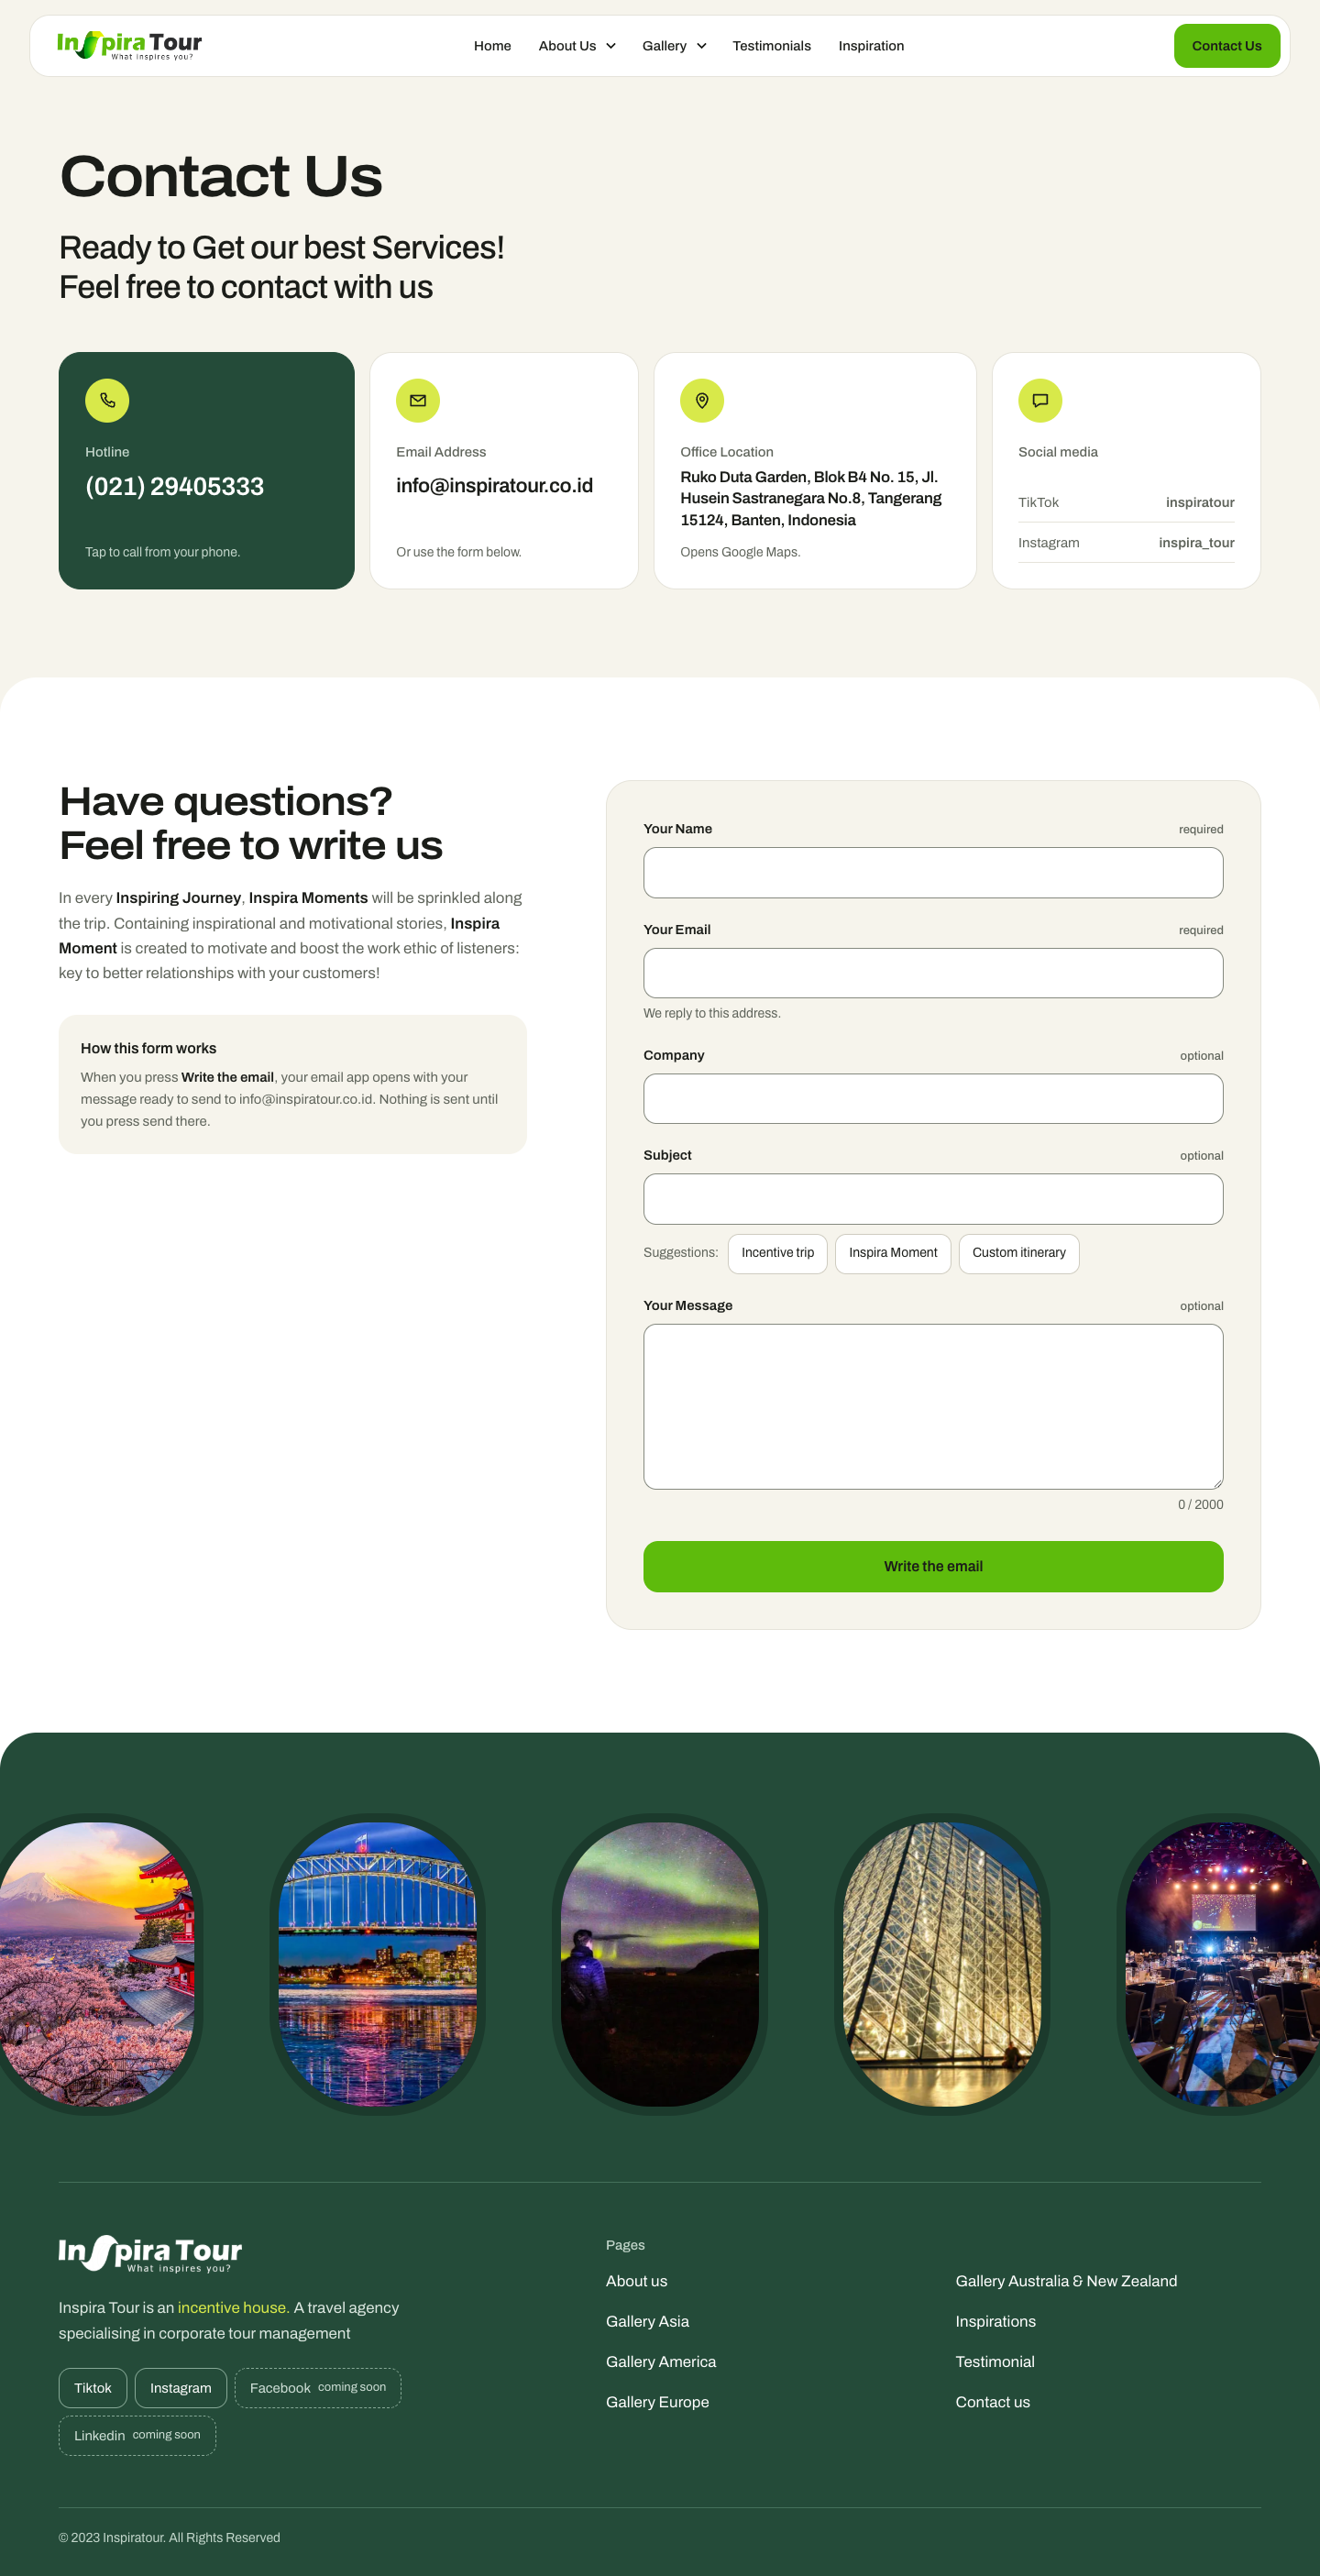 InSpira Tour
What inspires you?
Home
About Us
Gallery
Testimonials
Inspiration
Contact Us
Contact Us
Ready to Get our best Services!
Feel free to contact with us
Hotline
(021) 29405333
Tap to call from your phone.
Email Address
info@inspiratour.co.id
Or use the form below.
Office Location
Ruko Duta Garden, Blok B4 No. 15, Jl.
Husein Sastranegara No.8, Tangerang
15124, Banten, Indonesia
Opens Google Maps.
Social media
TikTok inspiratour
Instagram inspira_tour
Have questions?
Feel free to write us
In every Inspiring Journey, Inspira Moments will be sprinkled along
the trip. Containing inspirational and motivational stories, Inspira
Moment is created to motivate and boost the work ethic of listeners:
key to better relationships with your customers!
How this form works
When you press Write the email, your email app opens with your
message ready to send to info@inspiratour.co.id. Nothing is sent until
you press send there.
Your Name required
Your Email required
We reply to this address.
Company optional
Subject optional
Suggestions: Incentive trip Inspira Moment Custom itinerary
Your Message optional
0 / 2000
Write the email
InSpira Tour
What inspires you?
Inspira Tour is an incentive house. A travel agency
specialising in corporate tour management
Tiktok Instagram Facebook coming soon
Linkedin coming soon
Pages
About us
Gallery Asia
Gallery America
Gallery Europe
Gallery Australia & New Zealand
Inspirations
Testimonial
Contact us
© 2023 Inspiratour. All Rights Reserved